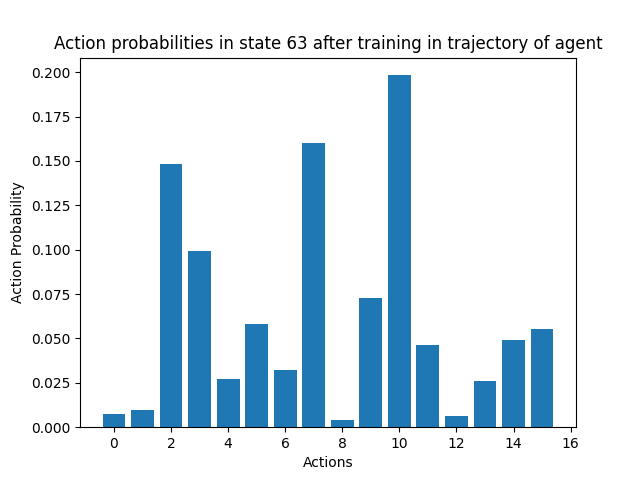 Action probabilities in state 63 after training in trajectory of agent
0.200
0.175
0.150
0.125
0.100
0.075
0.050
0.025
0.000
Action Probability
0 2 4 6 8 10 12 14 16
Actions